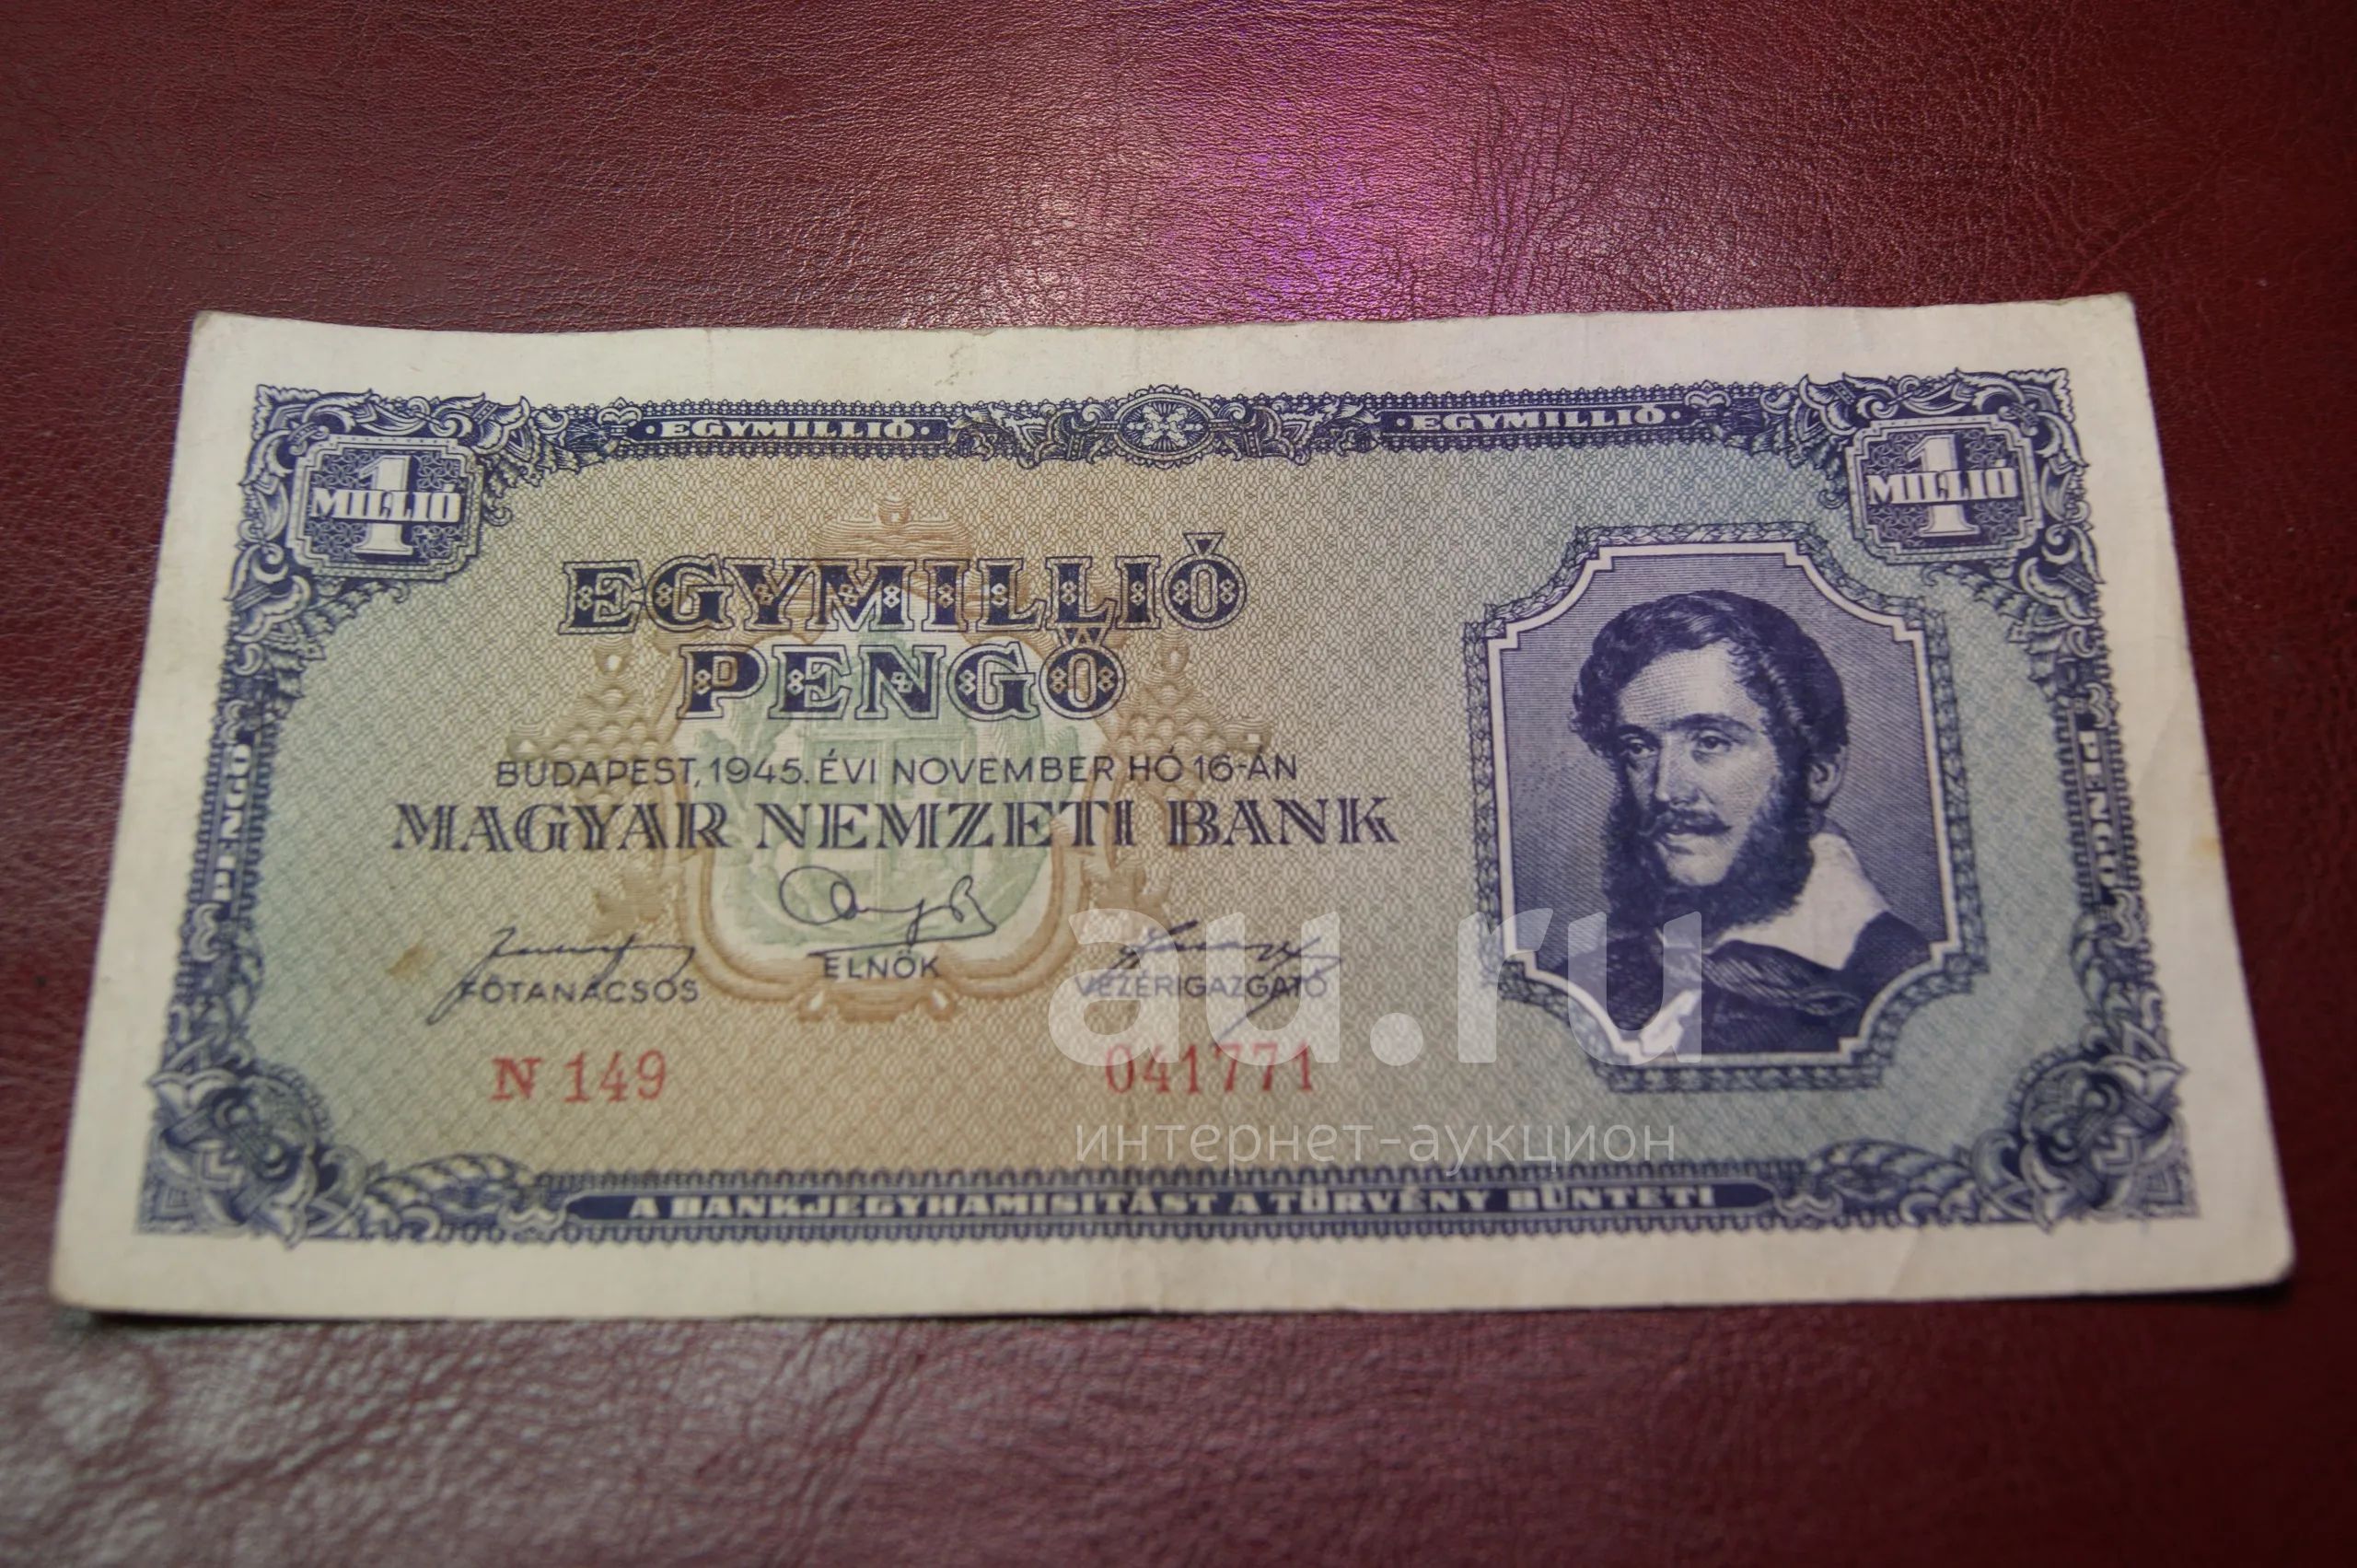 ·EGYMILLIÓ· ·EGYMILLIÓ·
1 MILLIÓ
1 MILLIÓ
EGYMILLIÓ
PENGŐ
BUDAPEST, 1945. ÉVI NOVEMBER HÓ 16-ÁN
MAGYAR NEMZETI BANK
FŐTANÁCSOS
ELNÖK
VEZÉRIGAZGATÓ
N 149
041771
PENGŐ
PENGŐ
A BANKJEGYHAMISITÁST A TÖRVÉNY BÜNTETI
au.ru
интернет-аукцион